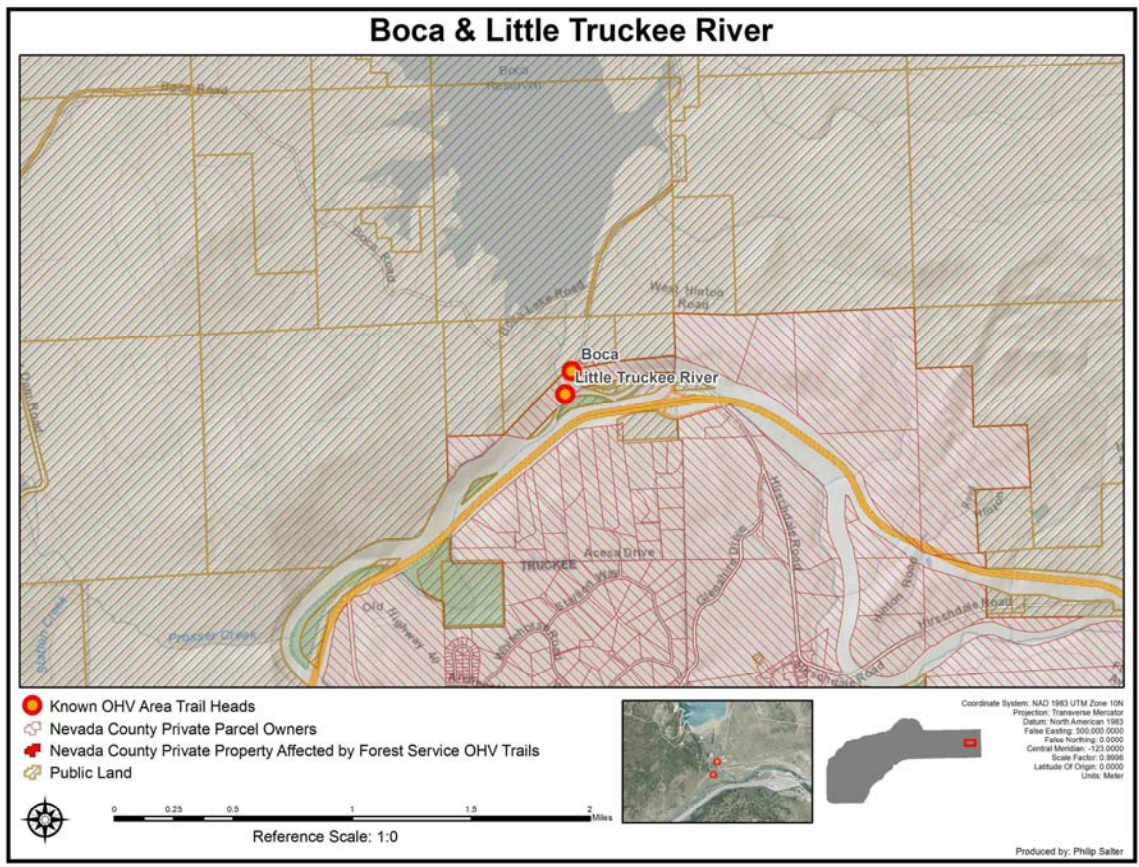 Boca & Little Truckee River
Boca
Reservoir
Boca Road
Boca Road
Boca Lake Road
West Hinton
Road
Boca
Little Truckee River
Hinton
Hirschdale Road
Glenshire Drive
Acesa Drive
TRUCKEE
Whitehorse Road
Hinton Road
Hirschdale Road
Hirschdale Road
Old Highway 40
Prosser Creek
Station Creek
Known OHV Area Trail Heads
Nevada County Private Parcel Owners
Nevada County Private Property Affected by Forest Service OHV Trails
Public Land
0 0.25 0.5 1 1.5 2
Miles
Reference Scale: 1:0
Coordinate System: NAD 1983 UTM Zone 10N
Projection: Transverse Mercator
Datum: North American 1983
False Easting: 500,000.0000
False Northing: 0.0000
Central Meridian: -123.0000
Scale Factor: 0.9996
Latitude Of Origin: 0.0000
Units: Meter
Produced by: Philip Salter